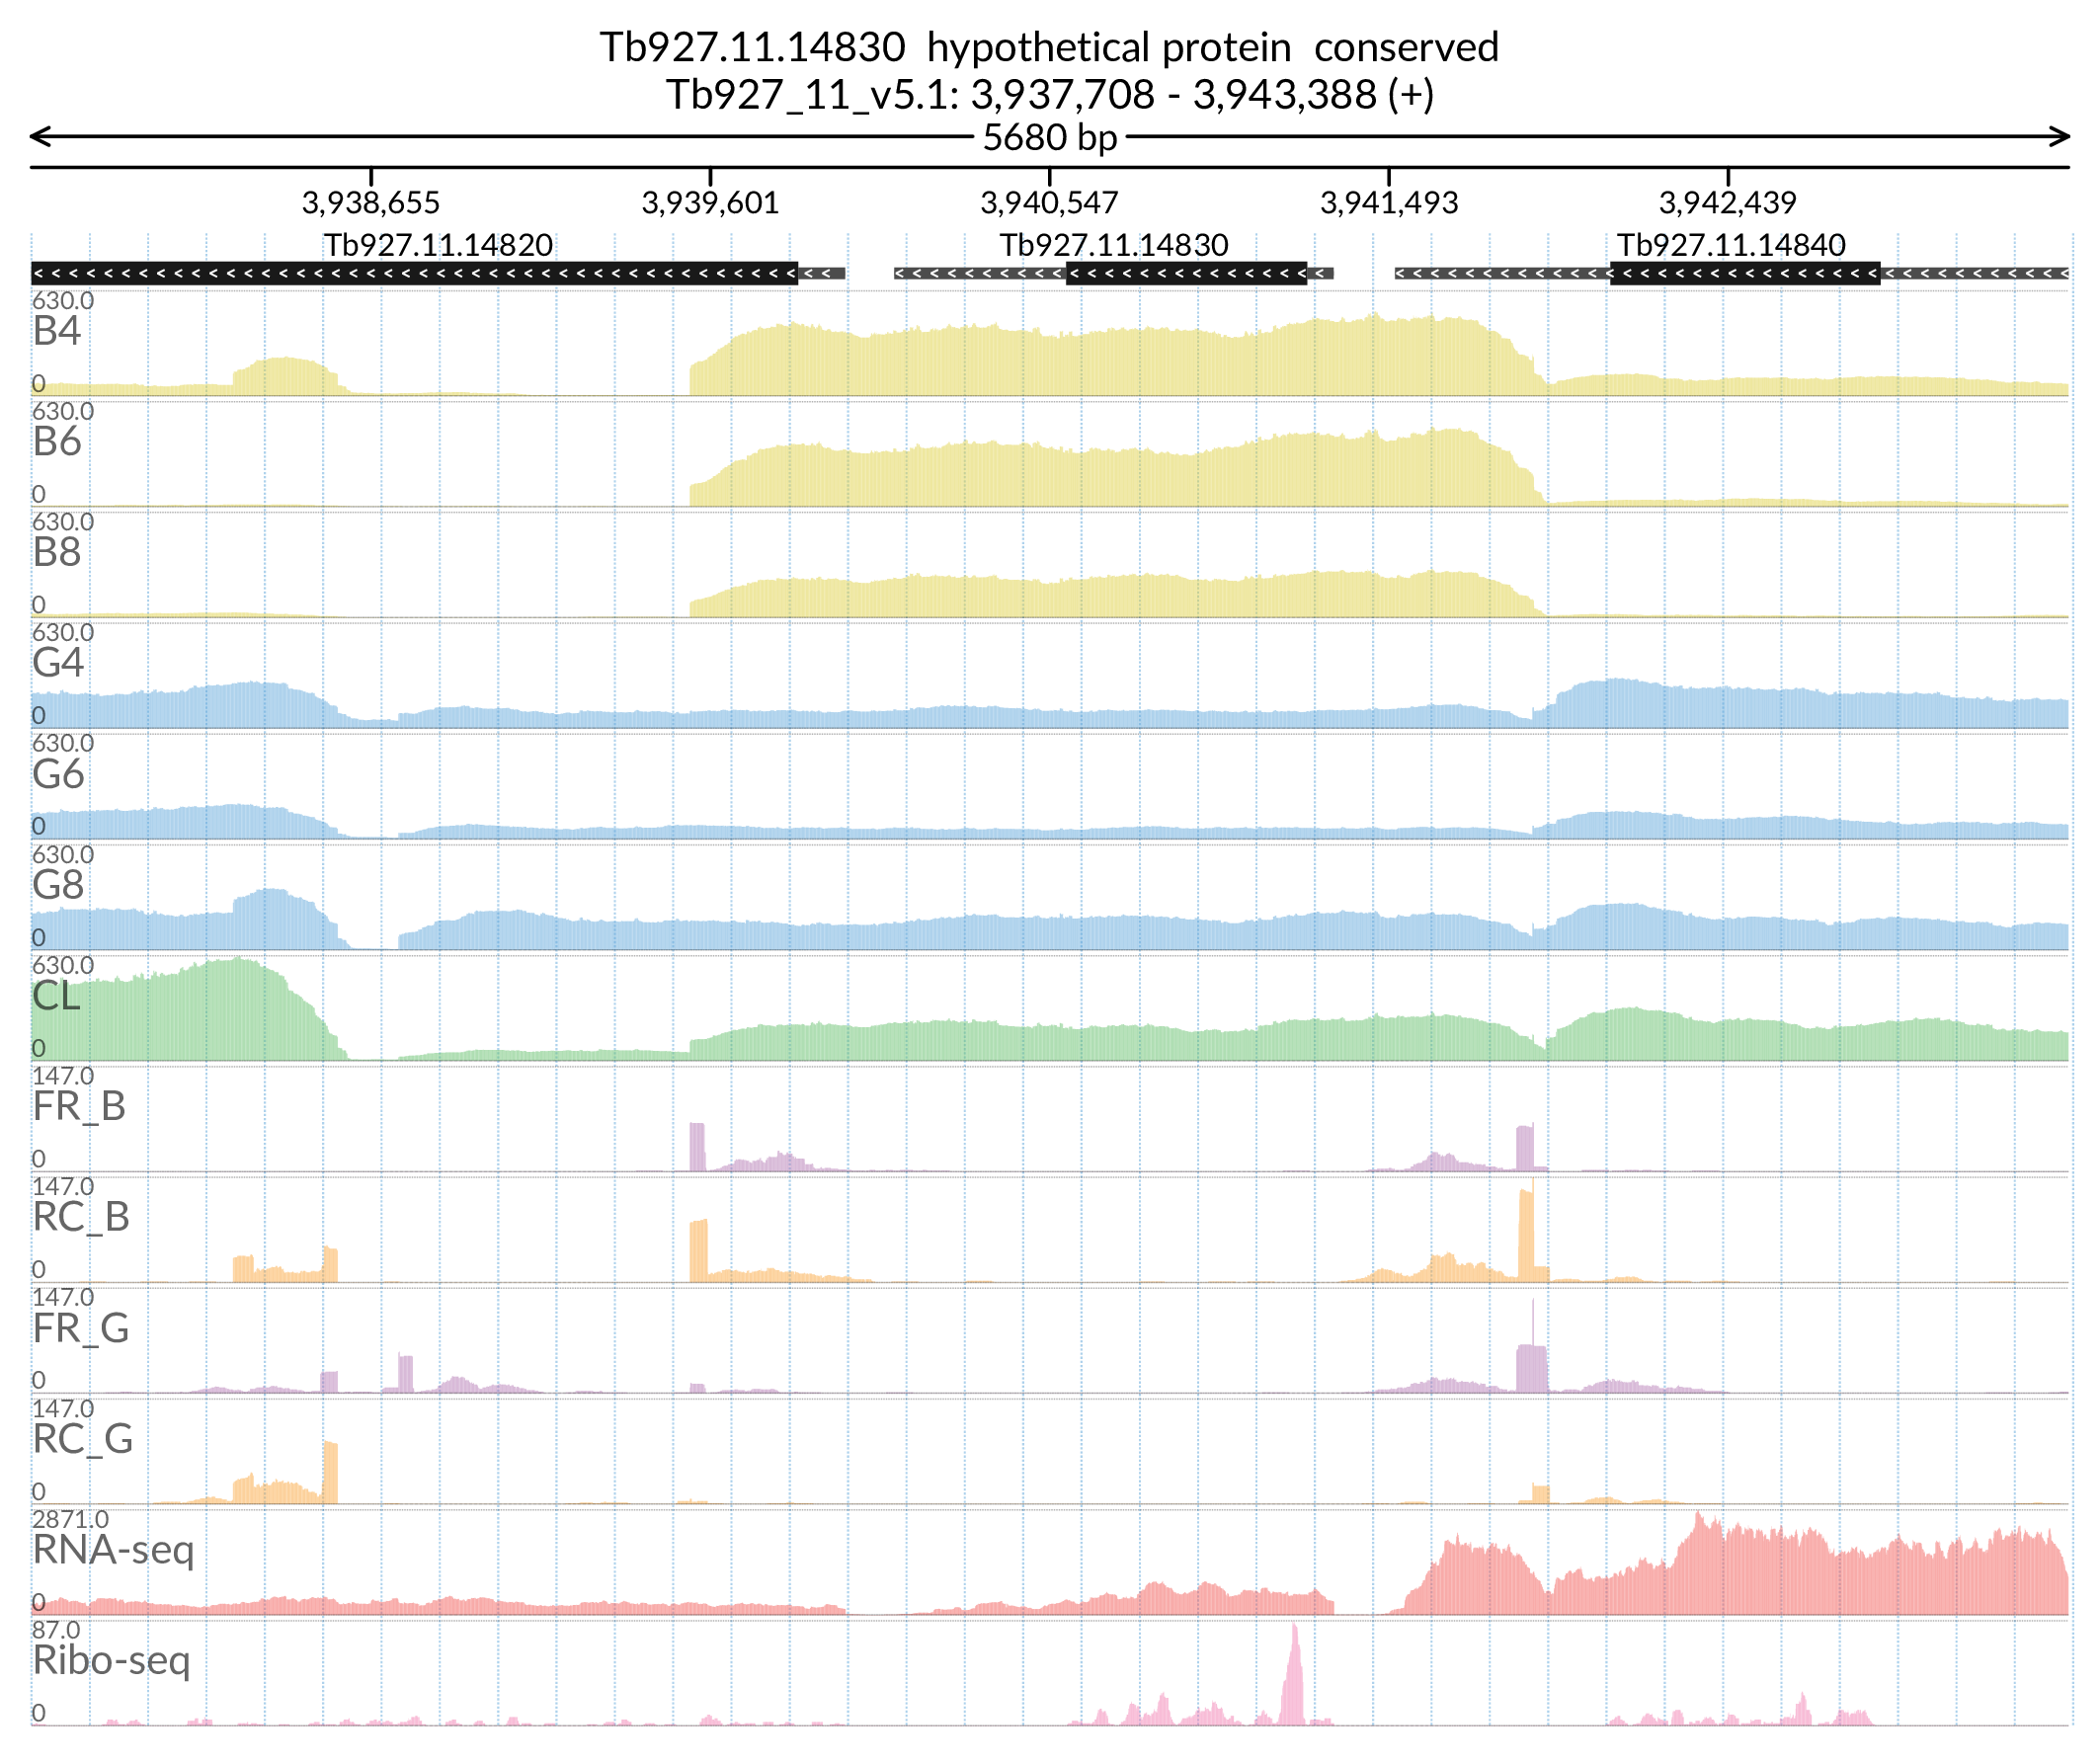 Tb927.11.14830 hypothetical protein conserved
Tb927_11_v5.1: 3,937,708 - 3,943,388 (+)
5680 bp
3,938,655 3,939,601 3,940,547 3,941,493 3,942,439
Tb927.11.14820 Tb927.11.14830 Tb927.11.14840
630.0
B4
0
630.0
B6
0
630.0
B8
0
630.0
G4
0
630.0
G6
0
630.0
G8
0
630.0
CL
0
147.0
FR_B
0
147.0
RC_B
0
147.0
FR_G
0
147.0
RC_G
0
2871.0
RNA-seq
0
87.0
Ribo-seq
0